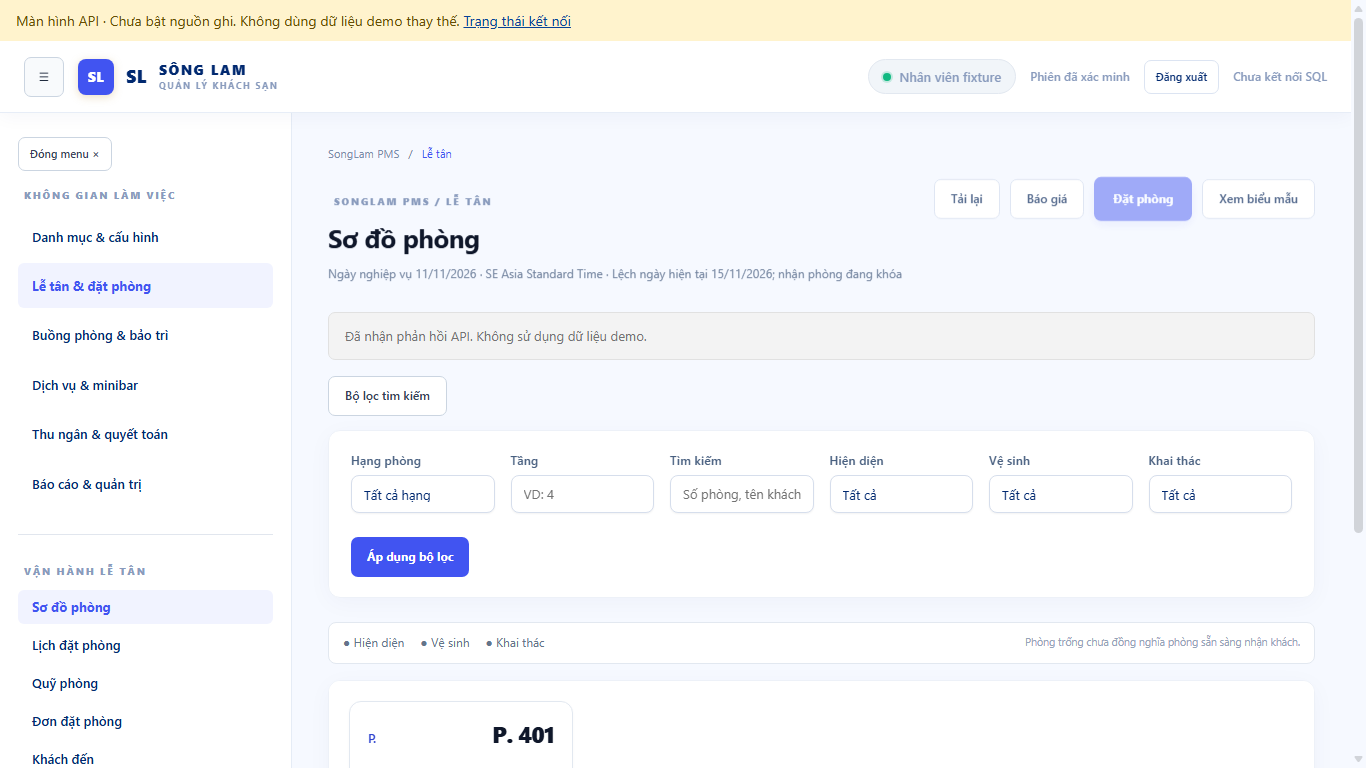 Màn hình API · Chưa bật nguồn ghi. Không dùng dữ liệu demo thay thế. Trạng thái kết nối
☰ SL SL SÔNG LAM
QUẢN LÝ KHÁCH SẠN
Nhân viên fixture Phiên đã xác minh Đăng xuất Chưa kết nối SQL
Đóng menu ×
KHÔNG GIAN LÀM VIỆC
Danh mục & cấu hình
Lễ tân & đặt phòng
Buồng phòng & bảo trì
Dịch vụ & minibar
Thu ngân & quyết toán
Báo cáo & quản trị
VẬN HÀNH LỄ TÂN
Sơ đồ phòng
Lịch đặt phòng
Quỹ phòng
Đơn đặt phòng
Khách đến
SongLam PMS / Lễ tân
SONGLAM PMS / LỄ TÂN
Tải lại Báo giá Đặt phòng Xem biểu mẫu
Sơ đồ phòng
Ngày nghiệp vụ 11/11/2026 · SE Asia Standard Time · Lệch ngày hiện tại 15/11/2026; nhận phòng đang khóa
Đã nhận phản hồi API. Không sử dụng dữ liệu demo.
Bộ lọc tìm kiếm
Hạng phòng Tầng Tìm kiếm Hiện diện Vệ sinh Khai thác
Tất cả hạng VD: 4 Số phòng, tên khách Tất cả Tất cả Tất cả
Áp dụng bộ lọc
● Hiện diện ● Vệ sinh ● Khai thác Phòng trống chưa đồng nghĩa phòng sẵn sàng nhận khách.
P. P. 401